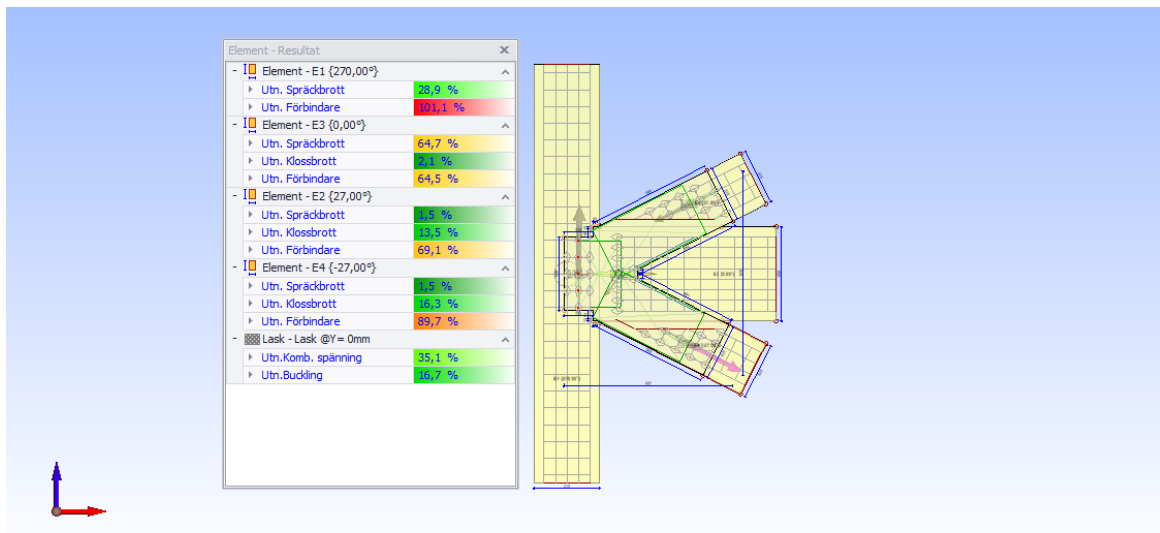 Element - Resultat
Element - E1 {270,00°}
Utn. Spräckbrott 28,9 %
Utn. Förbindare 101,1 %
Element - E3 {0,00°}
Utn. Spräckbrott 64,7 %
Utn. Klossbrott 2,1 %
Utn. Förbindare 64,5 %
Element - E2 {27,00°}
Utn. Spräckbrott 1,5 %
Utn. Klossbrott 13,5 %
Utn. Förbindare 69,1 %
Element - E4 {-27,00°}
Utn. Spräckbrott 1,5 %
Utn. Klossbrott 16,3 %
Utn. Förbindare 89,7 %
Lask - Lask @Y= 0mm
Utn.Komb. spänning 35,1 %
Utn.Buckling 16,7 %